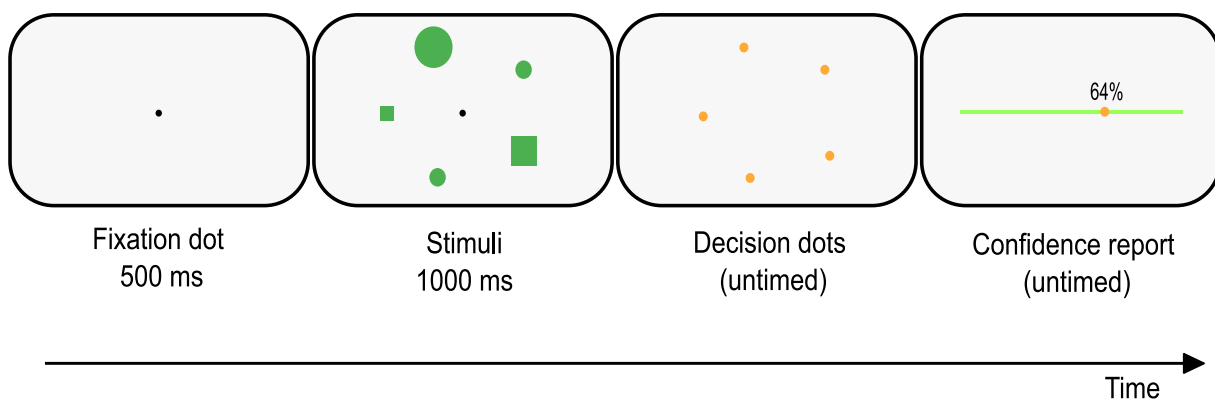 64%
Fixation dot
500 ms
Stimuli
1000 ms
Decision dots
(untimed)
Confidence report
(untimed)
Time